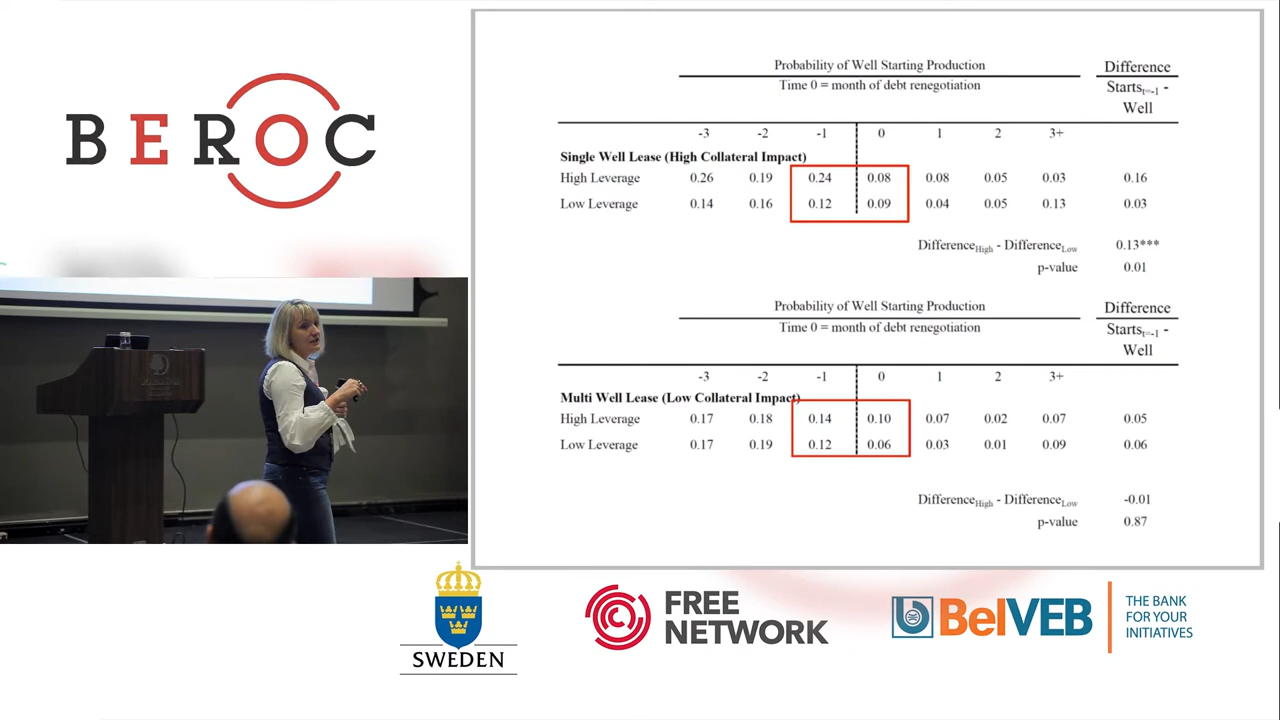 BEROC
Probability of Well Starting Production Difference
Time 0 = month of debt renegotiation Starts t=-1 -
Well
-3 -2 -1 0 1 2 3+
Single Well Lease (High Collateral Impact)
High Leverage 0.26 0.19 0.24 0.08 0.08 0.05 0.03 0.16
Low Leverage 0.14 0.16 0.12 0.09 0.04 0.05 0.13 0.03
Difference High - Difference Low 0.13***
p-value 0.01
Probability of Well Starting Production Difference
Time 0 = month of debt renegotiation Starts t=-1 -
Well
-3 -2 -1 0 1 2 3+
Multi Well Lease (Low Collateral Impact)
High Leverage 0.17 0.18 0.14 0.10 0.07 0.02 0.07 0.05
Low Leverage 0.17 0.19 0.12 0.06 0.03 0.01 0.09 0.06
Difference High - Difference Low -0.01
p-value 0.87
SWEDEN
FREE
NETWORK
BelVEB
THE BANK
FOR YOUR
INITIATIVES